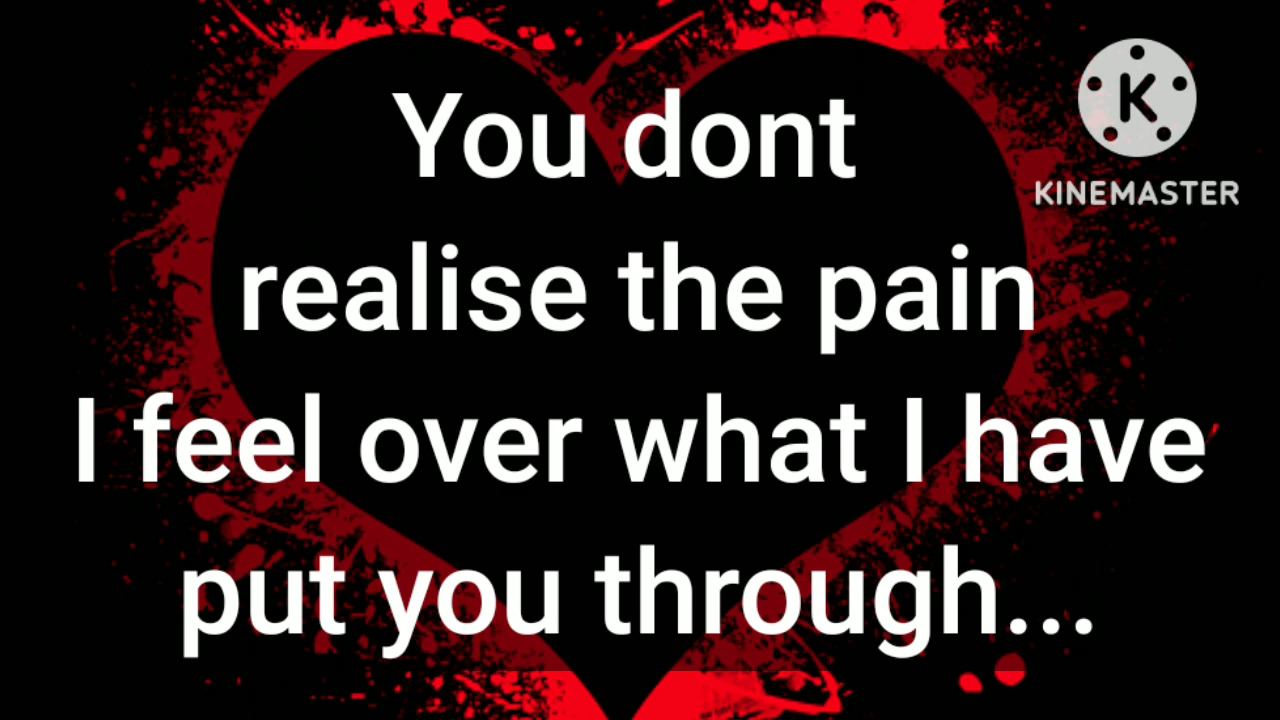 You dont
realise the pain
I feel over what I have
put you through...
K
KINEMASTER